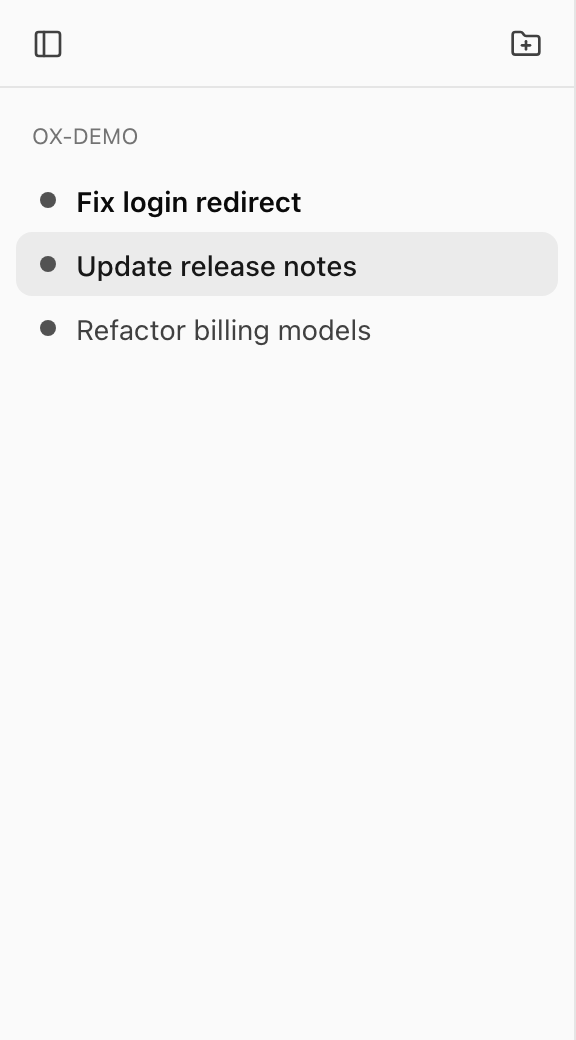 OX-DEMO
Fix login redirect
Update release notes
Refactor billing models